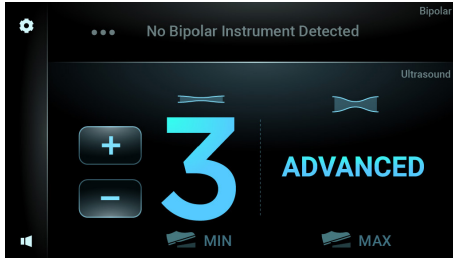 Bipolar
No Bipolar Instrument Detected
Ultrasound
+
3
ADVANCED
−
MIN
MAX